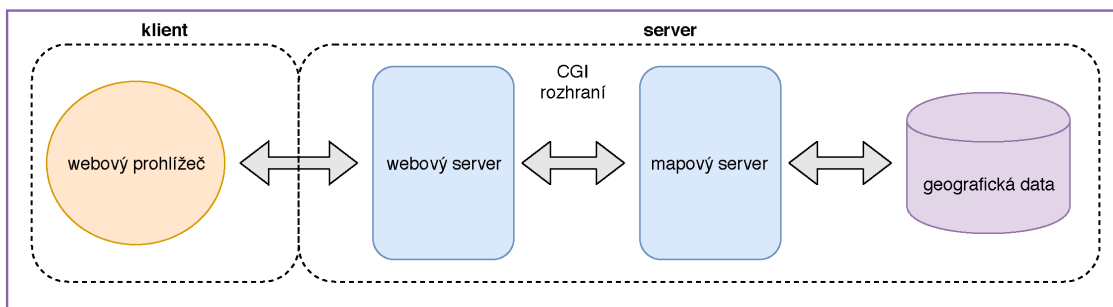 klient
server
CGI
rozhraní
webový prohlížeč
webový server
mapový server
geografická data